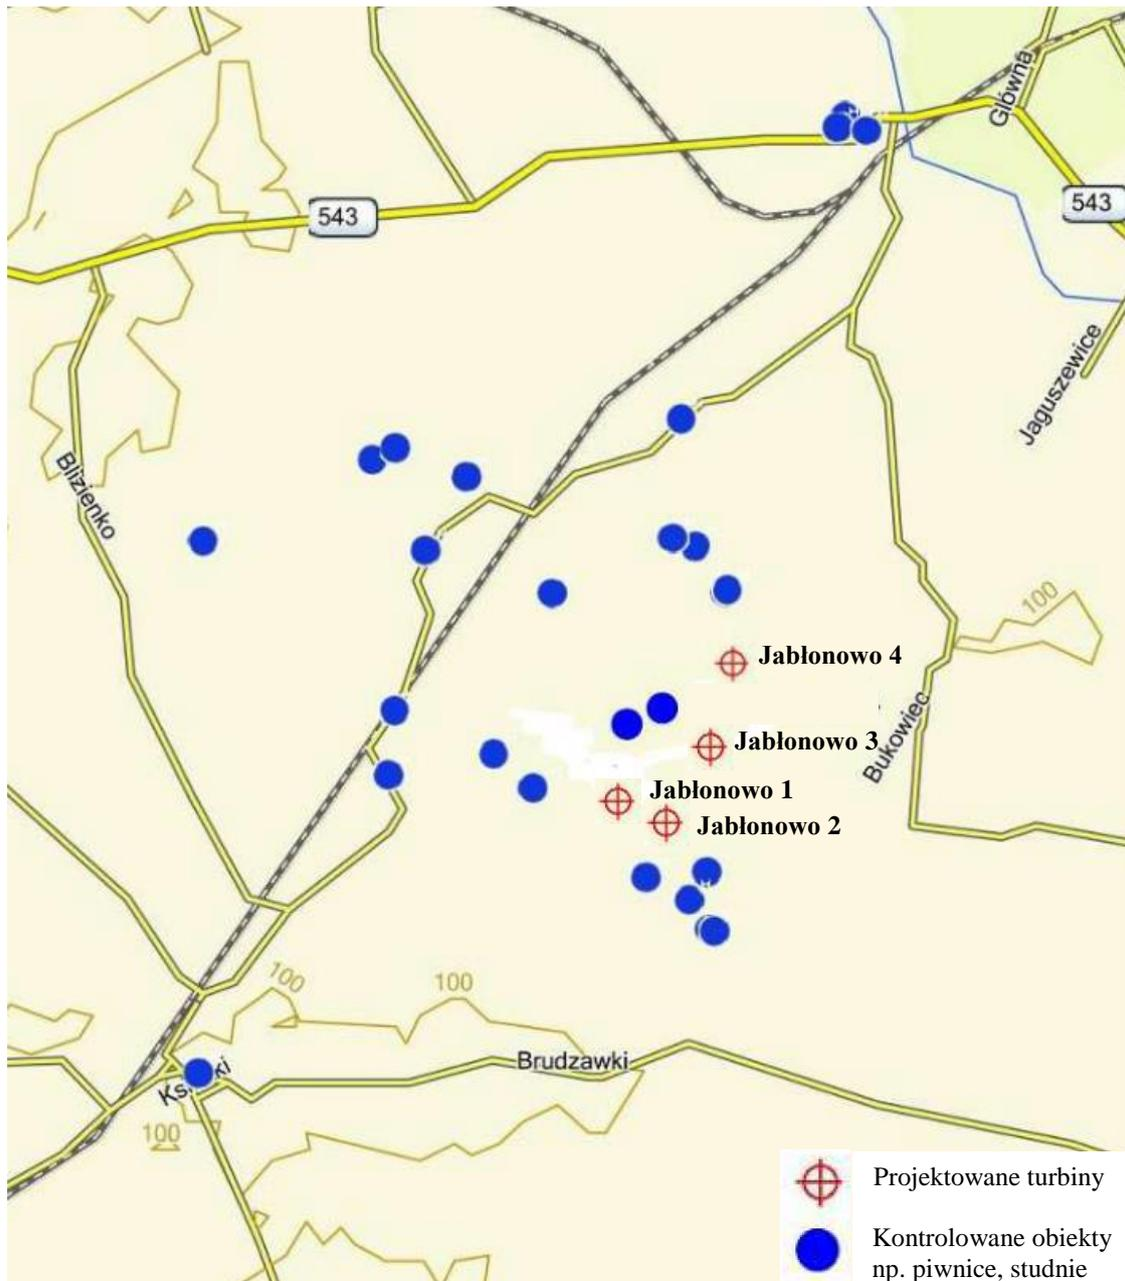 Główna
543
543
Jaguszewice
Blizienko
100
Jabłonowo 4
Bukowiec
Jabłonowo 3
Jabłonowo 1
Jabłonowo 2
100
100
Brudzawki
100
Projektowane turbiny
Kontrolowane obiekty
np. piwnice, studnie